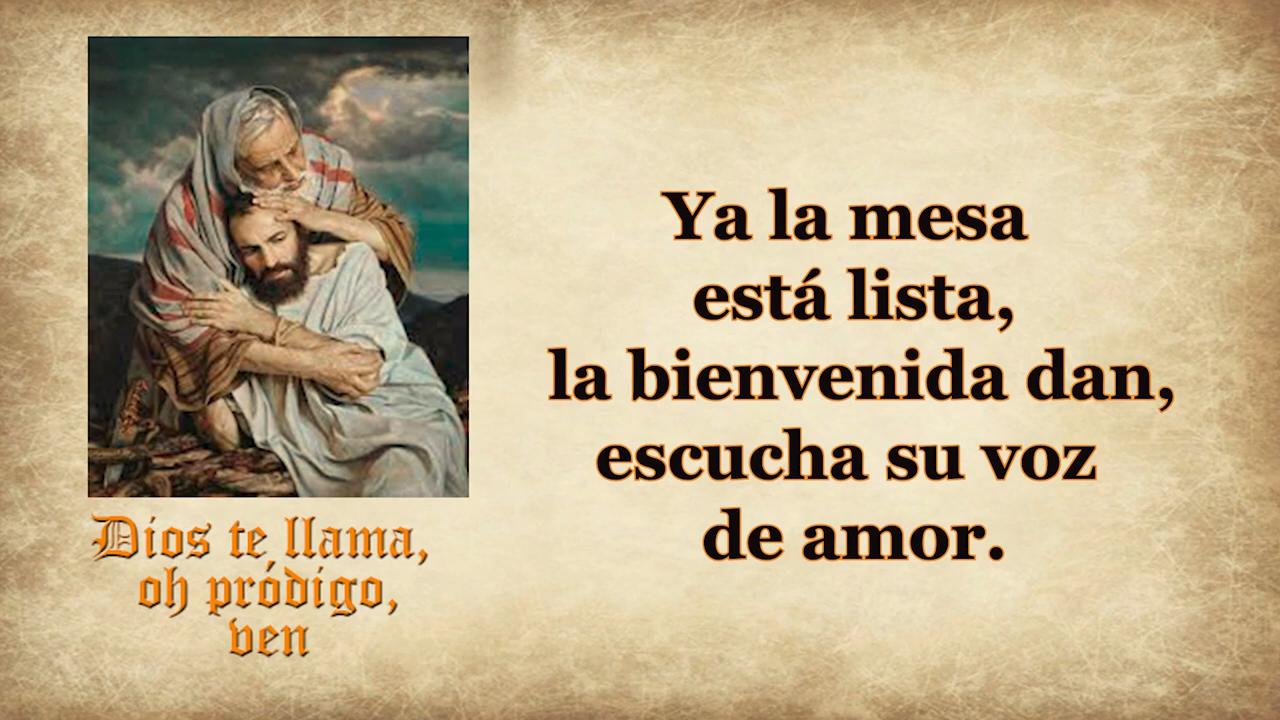 Ya la mesa
está lista,
la bienvenida dan,
escucha su voz
de amor.
Dios te llama,
oh pródigo,
ven